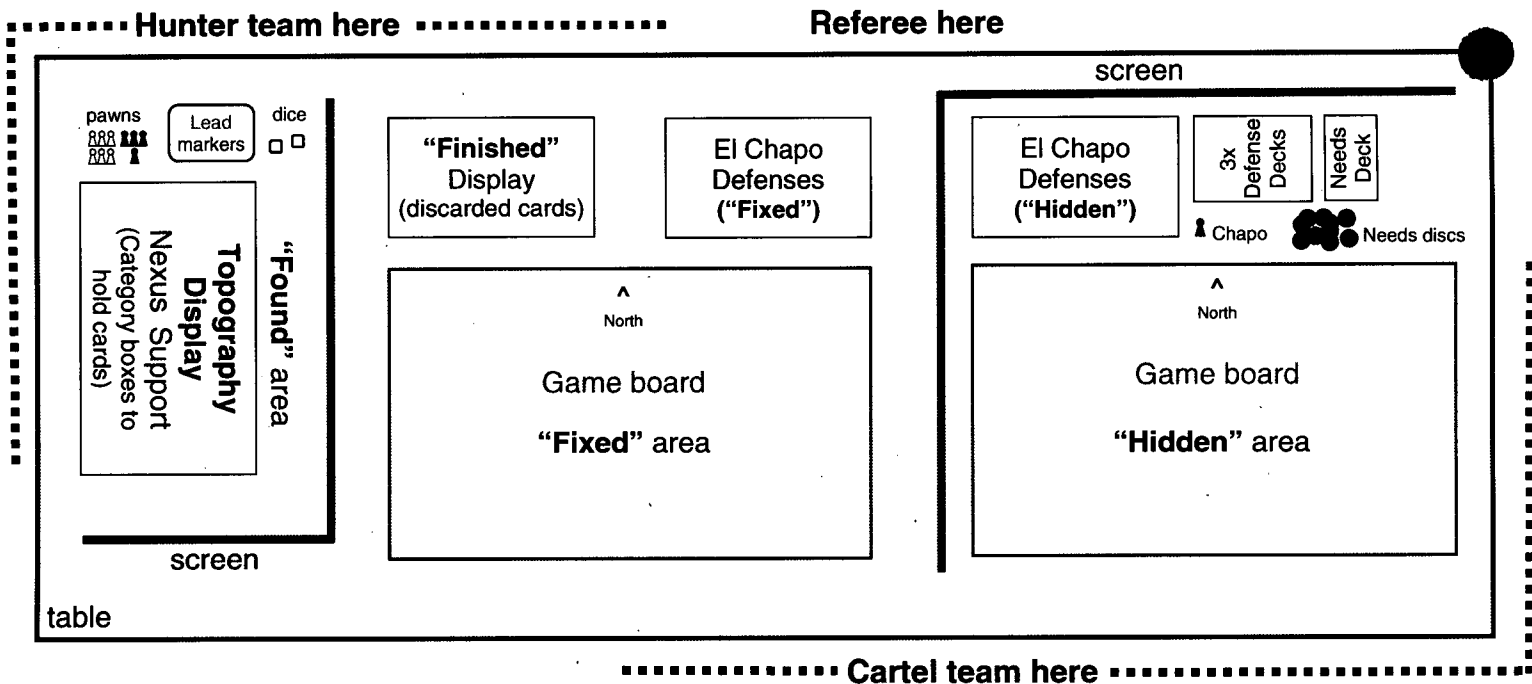 Hunter team here
Referee here
screen
pawns
Lead
markers
dice
"Found" area
Topography
Display
Nexus Support
(Category boxes to
hold cards)
screen
"Finished"
Display
(discarded cards)
El Chapo
Defenses
("Fixed")
^
North
Game board
"Fixed" area
El Chapo
Defenses
("Hidden")
3x
Defense
Decks
Needs
Deck
Chapo
Needs discs
^
North
Game board
"Hidden" area
table
Cartel team here